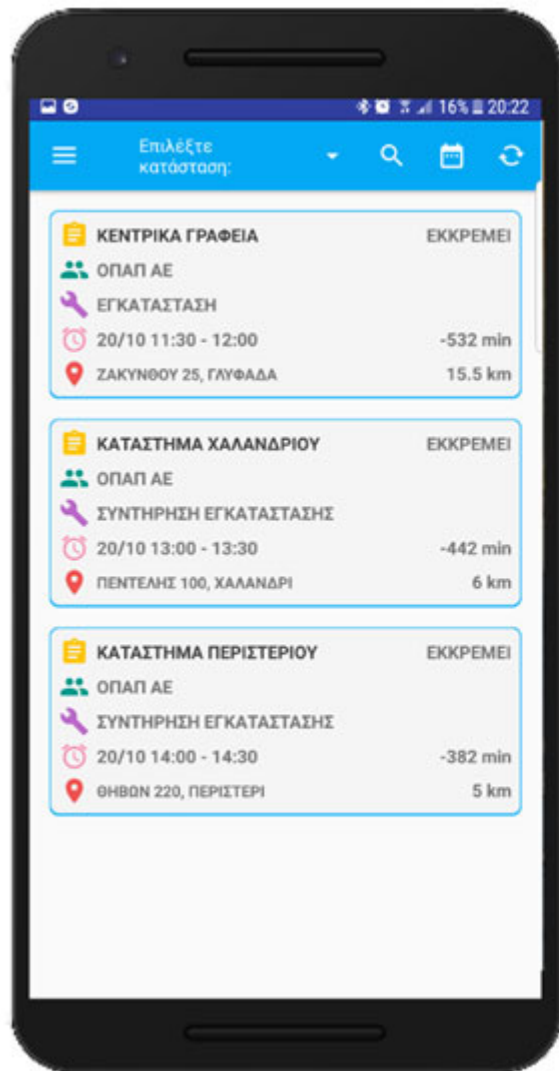 16% 20:22
Επιλέξτε
κατάσταση:
ΚΕΝΤΡΙΚΑ ΓΡΑΦΕΙΑ ΕΚΚΡΕΜΕΙ
ΟΠΑΠ ΑΕ
ΕΓΚΑΤΑΣΤΑΣΗ
20/10 11:30 - 12:00 -532 min
ΖΑΚΥΝΘΟΥ 25, ΓΛΥΦΑΔΑ 15.5 km
ΚΑΤΑΣΤΗΜΑ ΧΑΛΑΝΔΡΙΟΥ ΕΚΚΡΕΜΕΙ
ΟΠΑΠ ΑΕ
ΣΥΝΤΗΡΗΣΗ ΕΓΚΑΤΑΣΤΑΣΗΣ
20/10 13:00 - 13:30 -442 min
ΠΕΝΤΕΛΗΣ 100, ΧΑΛΑΝΔΡΙ 6 km
ΚΑΤΑΣΤΗΜΑ ΠΕΡΙΣΤΕΡΙΟΥ ΕΚΚΡΕΜΕΙ
ΟΠΑΠ ΑΕ
ΣΥΝΤΗΡΗΣΗ ΕΓΚΑΤΑΣΤΑΣΗΣ
20/10 14:00 - 14:30 -382 min
ΘΗΒΩΝ 220, ΠΕΡΙΣΤΕΡΙ 5 km